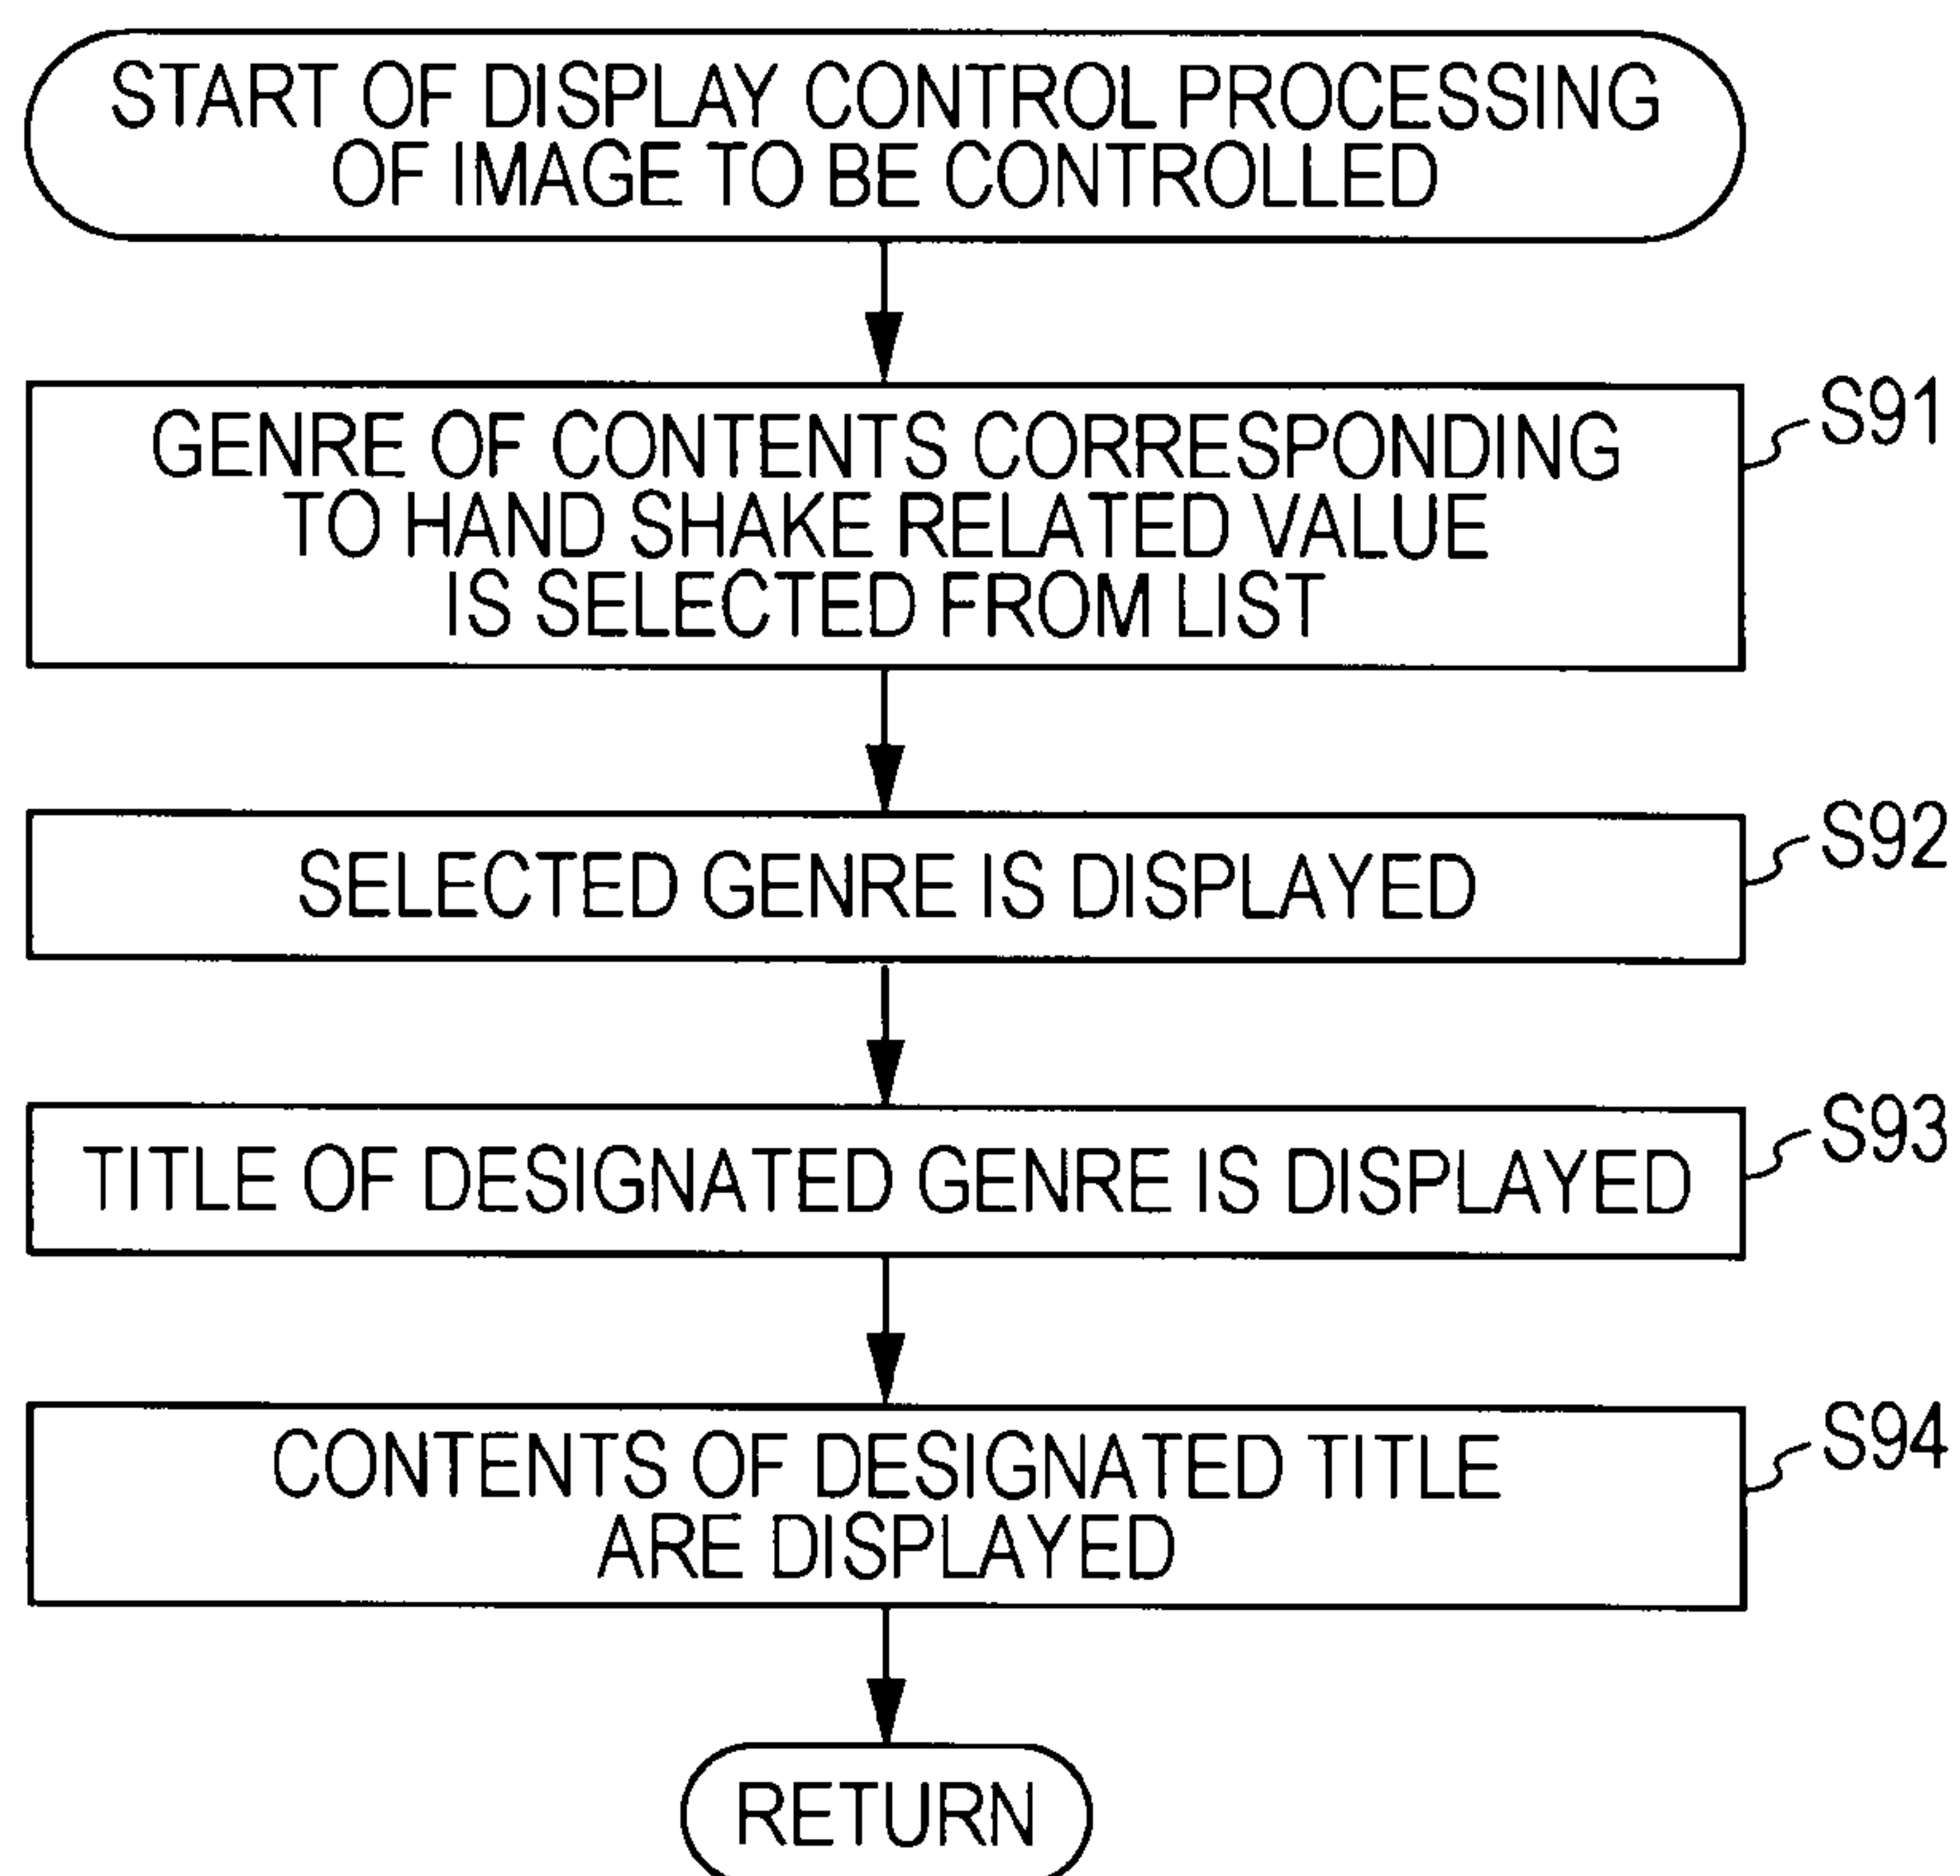 START OF DISPLAY CONTROL PROCESSING
OF IMAGE TO BE CONTROLLED
GENRE OF CONTENTS CORRESPONDING
TO HAND SHAKE RELATED VALUE
IS SELECTED FROM LIST
S91
SELECTED GENRE IS DISPLAYED
S92
TITLE OF DESIGNATED GENRE IS DISPLAYED
S93
CONTENTS OF DESIGNATED TITLE
ARE DISPLAYED
S94
RETURN